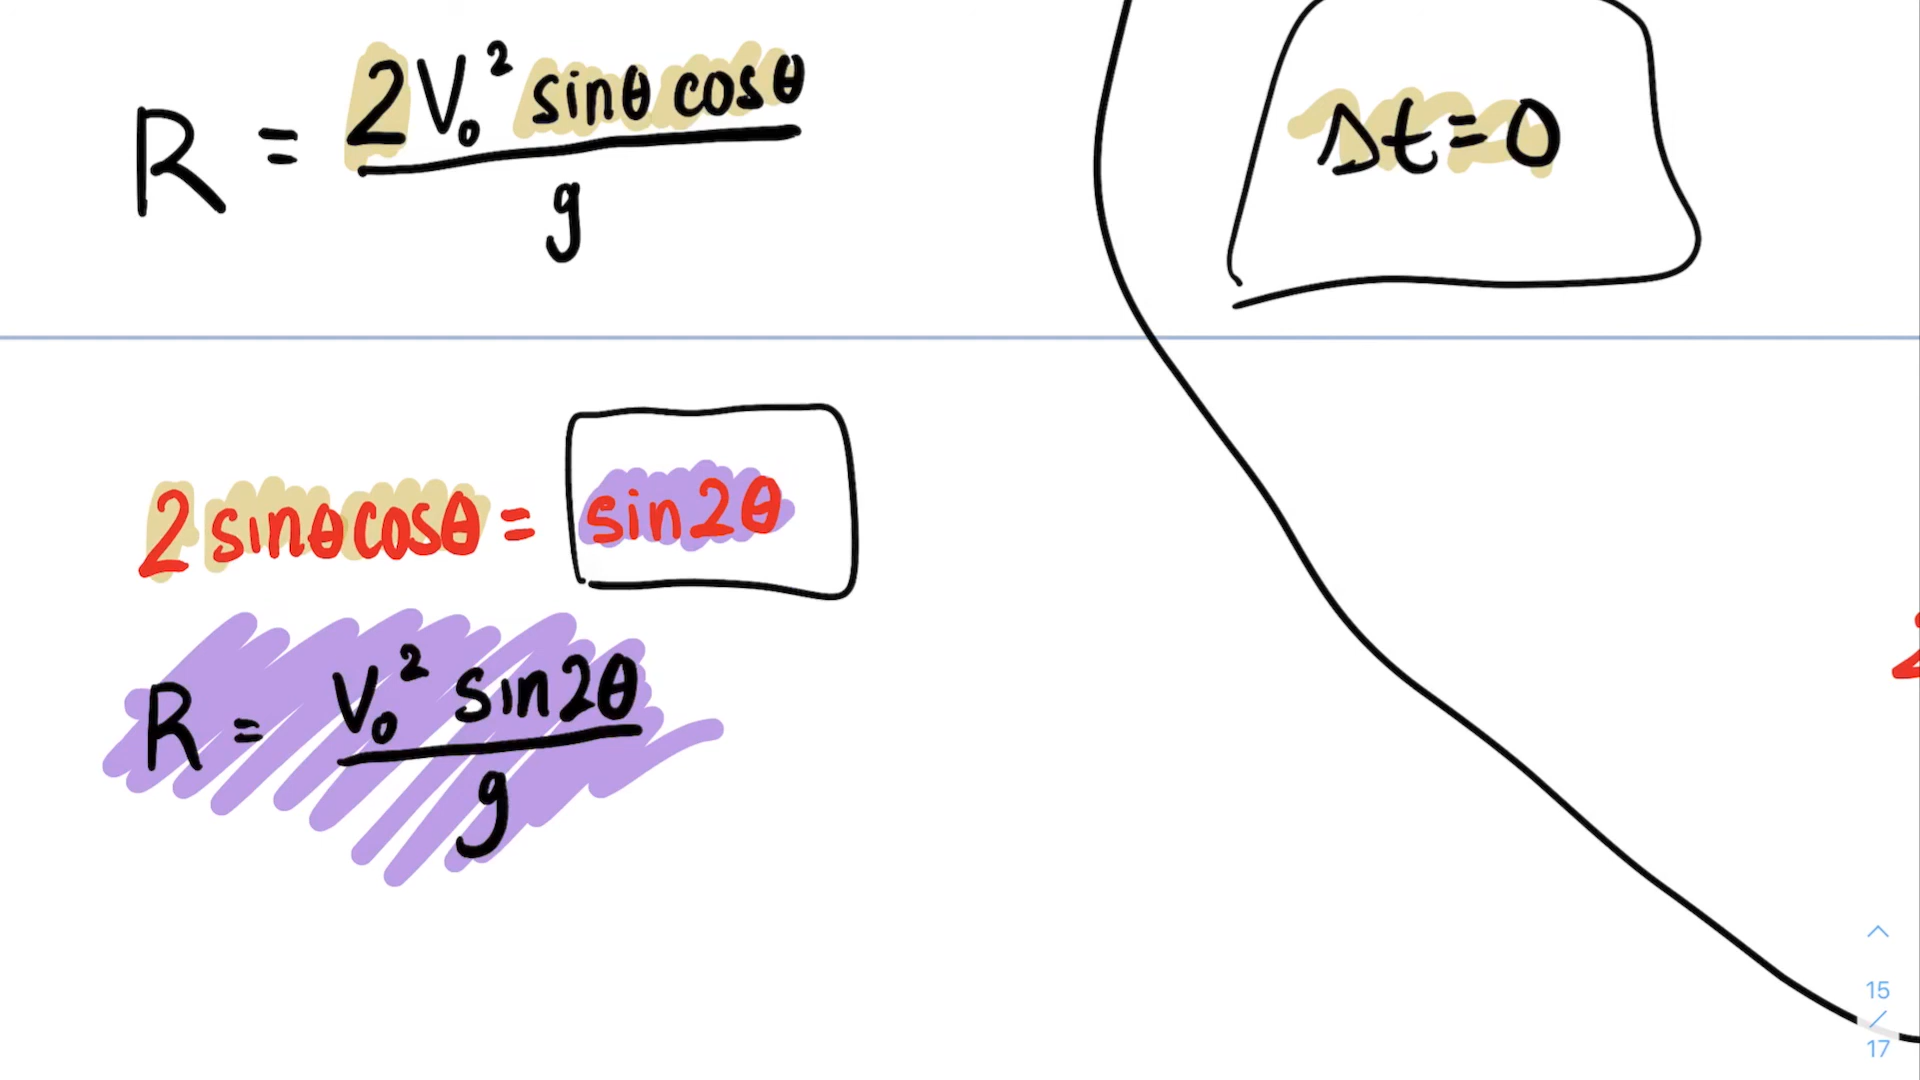 R = 2V₀² sinθ cosθ / g
Δt=0
2 sinθ cosθ = sin2θ
R = V₀² sin2θ / g
15
/
17